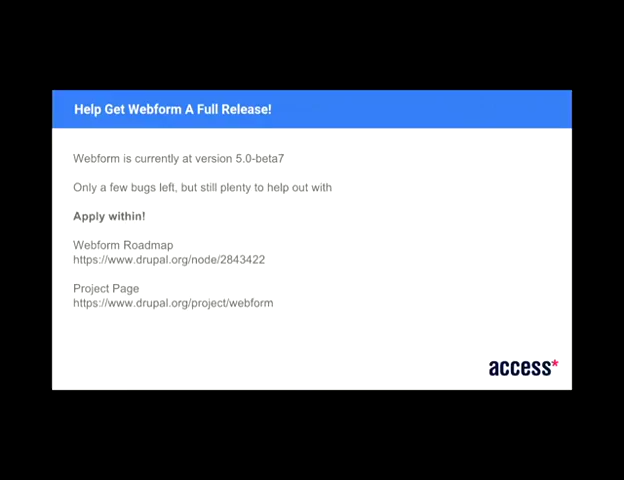 Help Get Webform A Full Release!
Webform is currently at version 5.0-beta7
Only a few bugs left, but still plenty to help out with
Apply within!
Webform Roadmap
https://www.drupal.org/node/2843422
Project Page
https://www.drupal.org/project/webform
access*